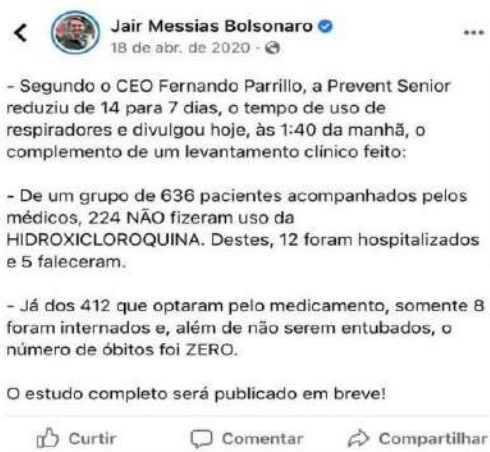 Jair Messias Bolsonaro
18 de abr. de 2020 ·
- Segundo o CEO Fernando Parrillo, a Prevent Senior
reduziu de 14 para 7 dias, o tempo de uso de
respiradores e divulgou hoje, às 1:40 da manhã, o
complemento de um levantamento clínico feito:
- De um grupo de 636 pacientes acompanhados pelos
médicos, 224 NÃO fizeram uso da
HIDROXICLOROQUINA. Destes, 12 foram hospitalizados
e 5 faleceram.
- Já dos 412 que optaram pelo medicamento, somente 8
foram internados e, além de não serem entubados, o
número de óbitos foi ZERO.
O estudo completo será publicado em breve!
Curtir Comentar Compartilhar